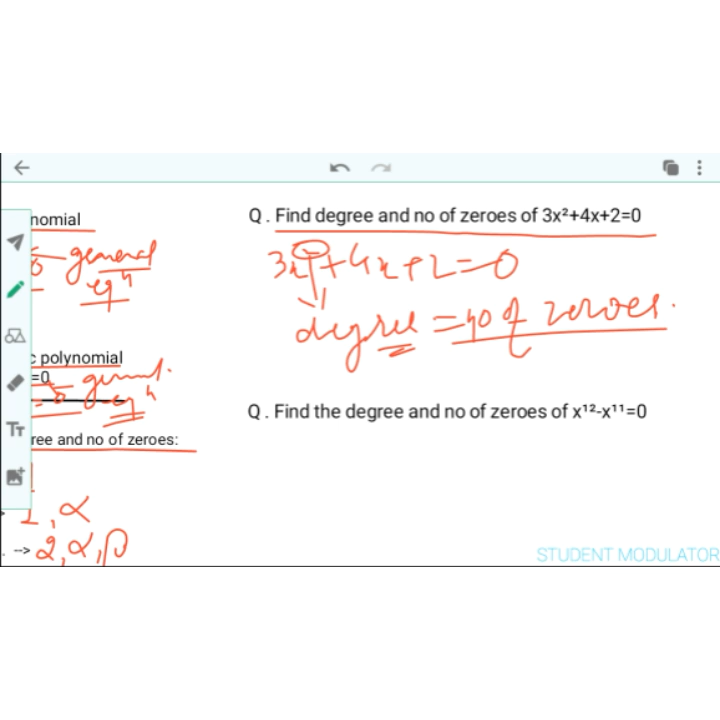 nomial
general
eqⁿ
c polynomial
=0
eqⁿ
ree and no of zeroes:
1, α
--> 2, α, β
Q. Find degree and no of zeroes of 3x²+4x+2=0
3x²+4x+2=0
degree = no of zeroes.
Q. Find the degree and no of zeroes of x¹²-x¹¹=0
Tт
STUDENT MODULATOR